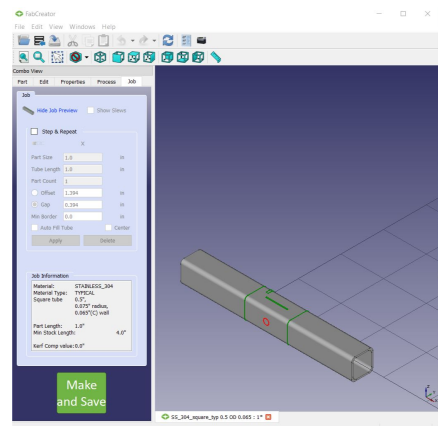 FabCreator
File Edit View Windows Help
Combo View
Part Edit Properties Process Job
Job
Hide Job Preview Show Sleeve
Step & Repeat
X
Part Size 1.0 in
Tube Length 1.0 in
Part Count 1
Offset 1.394 in
Gap 0.394 in
Min Border 0.0 in
Auto Fill Tube Center
Apply Delete
Job Information
Material: STAINLESS_304
Meterial Type: TYPICAL
Square tube 0.5",
0.075" radius,
0.065"(C) wall
Part Length: 1.0"
Min Stock Length: 4.0"
Kerf Comp value:0.0"
Make
and Save
SS_304_square_typ 0.5 OD 0.065 : 1*